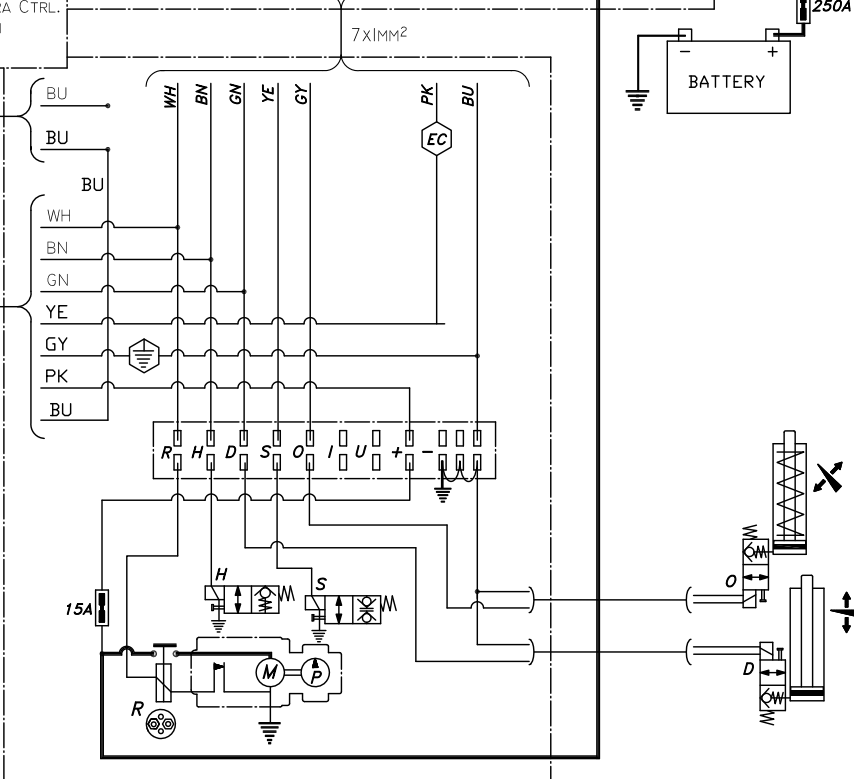 RA CTRL.
250A
7x1MM²
BATTERY
− +
WH BN GN YE GY PK BU
BU
EC
BU
BU
WH
BN
GN
YE
GY
PK
BU
R H D S O I U + −
H
S
O
15A
D
M
P
R